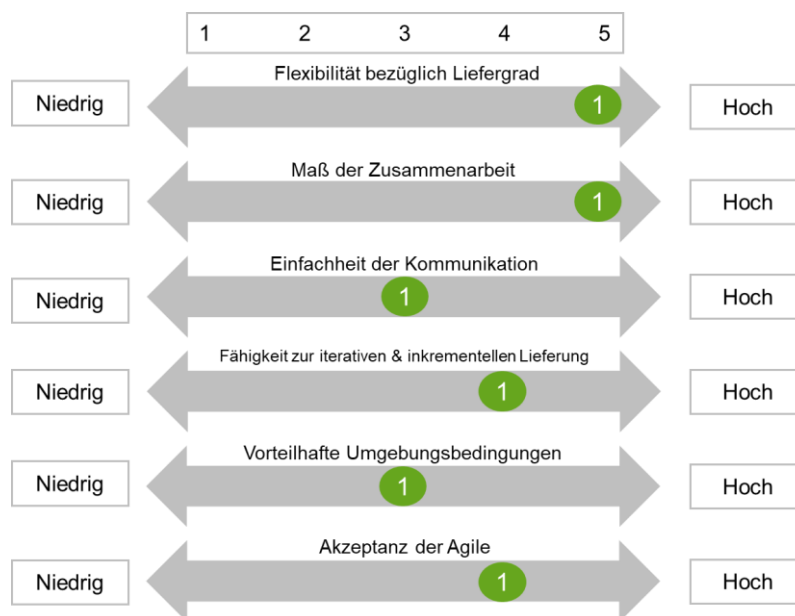 1 2 3 4 5
Flexibilität bezüglich Liefergrad
Niedrig 1 Hoch
Maß der Zusammenarbeit
Niedrig 1 Hoch
Einfachheit der Kommunikation
Niedrig 1 Hoch
Fähigkeit zur iterativen & inkrementellen Lieferung
Niedrig 1 Hoch
Vorteilhafte Umgebungsbedingungen
Niedrig 1 Hoch
Akzeptanz der Agile
Niedrig 1 Hoch